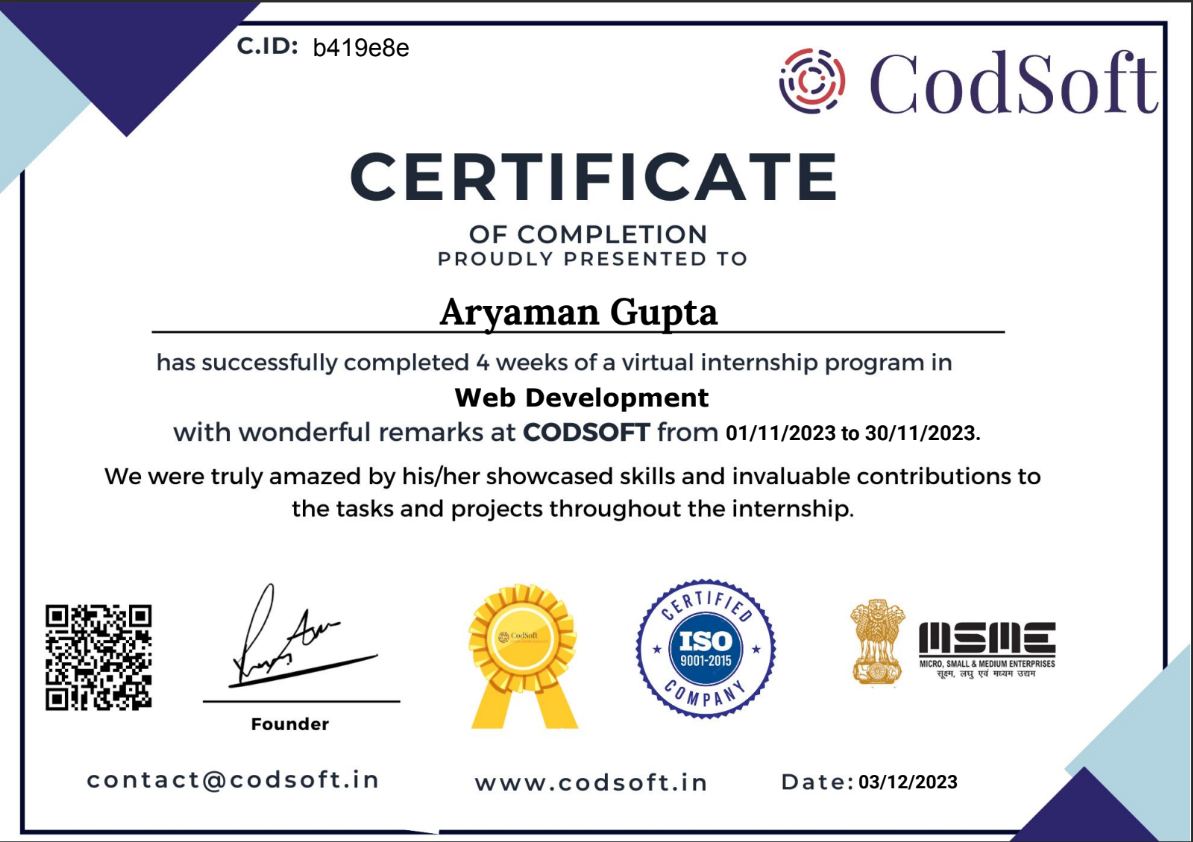 C.ID: b419e8e
CodSoft
CERTIFICATE
OF COMPLETION
PROUDLY PRESENTED TO
Aryaman Gupta
has successfully completed 4 weeks of a virtual internship program in
Web Development
with wonderful remarks at CODSOFT from 01/11/2023 to 30/11/2023.
We were truly amazed by his/her showcased skills and invaluable contributions to
the tasks and projects throughout the internship.
Founder
CodSoft
CERTIFIED
ISO
9001-2015
COMPANY
MSME
MICRO, SMALL & MEDIUM ENTERPRISES
सूक्ष्म, लघु एवं मध्यम उद्यम
contact@codsoft.in
www.codsoft.in
Date: 03/12/2023